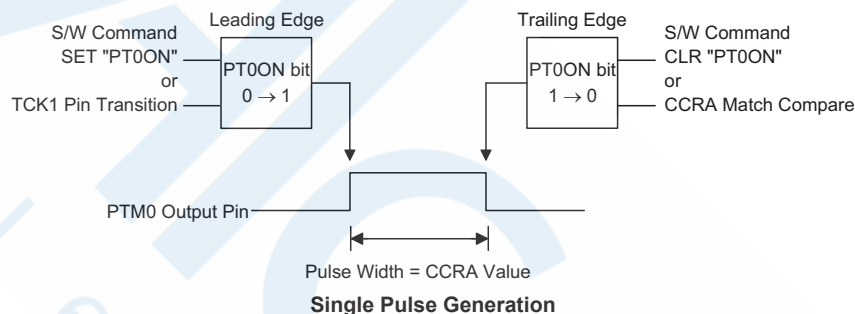 Leading Edge
S/W Command
SET "PT0ON"
or
TCK1 Pin Transition
PT0ON bit
0 → 1
Trailing Edge
PT0ON bit
1 → 0
S/W Command
CLR "PT0ON"
or
CCRA Match Compare
PTM0 Output Pin
Pulse Width = CCRA Value
Single Pulse Generation